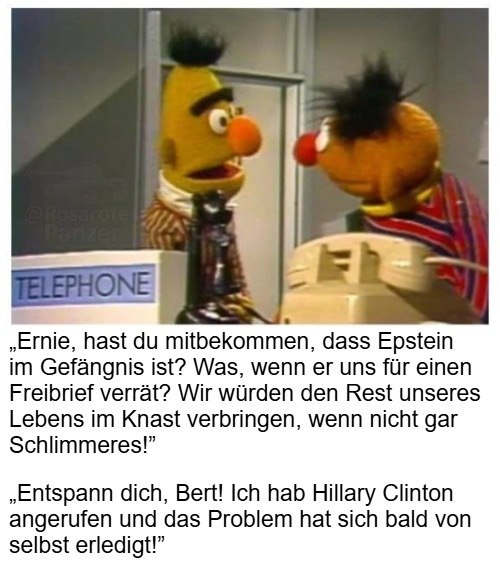 @Rosarote
Panzer
TELEPHONE
„Ernie, hast du mitbekommen, dass Epstein
im Gefängnis ist? Was, wenn er uns für einen
Freibrief verrät? Wir würden den Rest unseres
Lebens im Knast verbringen, wenn nicht gar
Schlimmeres!”
„Entspann dich, Bert! Ich hab Hillary Clinton
angerufen und das Problem hat sich bald von
selbst erledigt!”